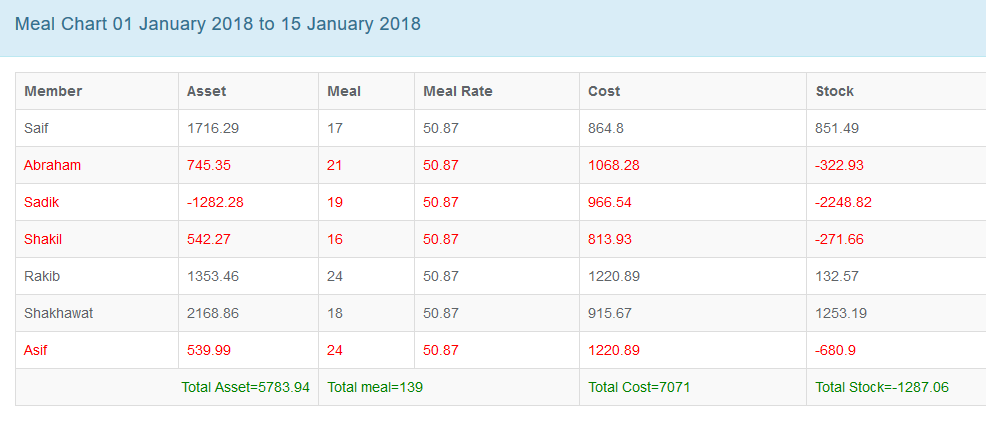 Meal Chart 01 January 2018 to 15 January 2018
Member Asset Meal Meal Rate Cost Stock
Saif 1716.29 17 50.87 864.8 851.49
Abraham 745.35 21 50.87 1068.28 -322.93
Sadik -1282.28 19 50.87 966.54 -2248.82
Shakil 542.27 16 50.87 813.93 -271.66
Rakib 1353.46 24 50.87 1220.89 132.57
Shakhawat 2168.86 18 50.87 915.67 1253.19
Asif 539.99 24 50.87 1220.89 -680.9
Total Asset=5783.94 Total meal=139 Total Cost=7071 Total Stock=-1287.06